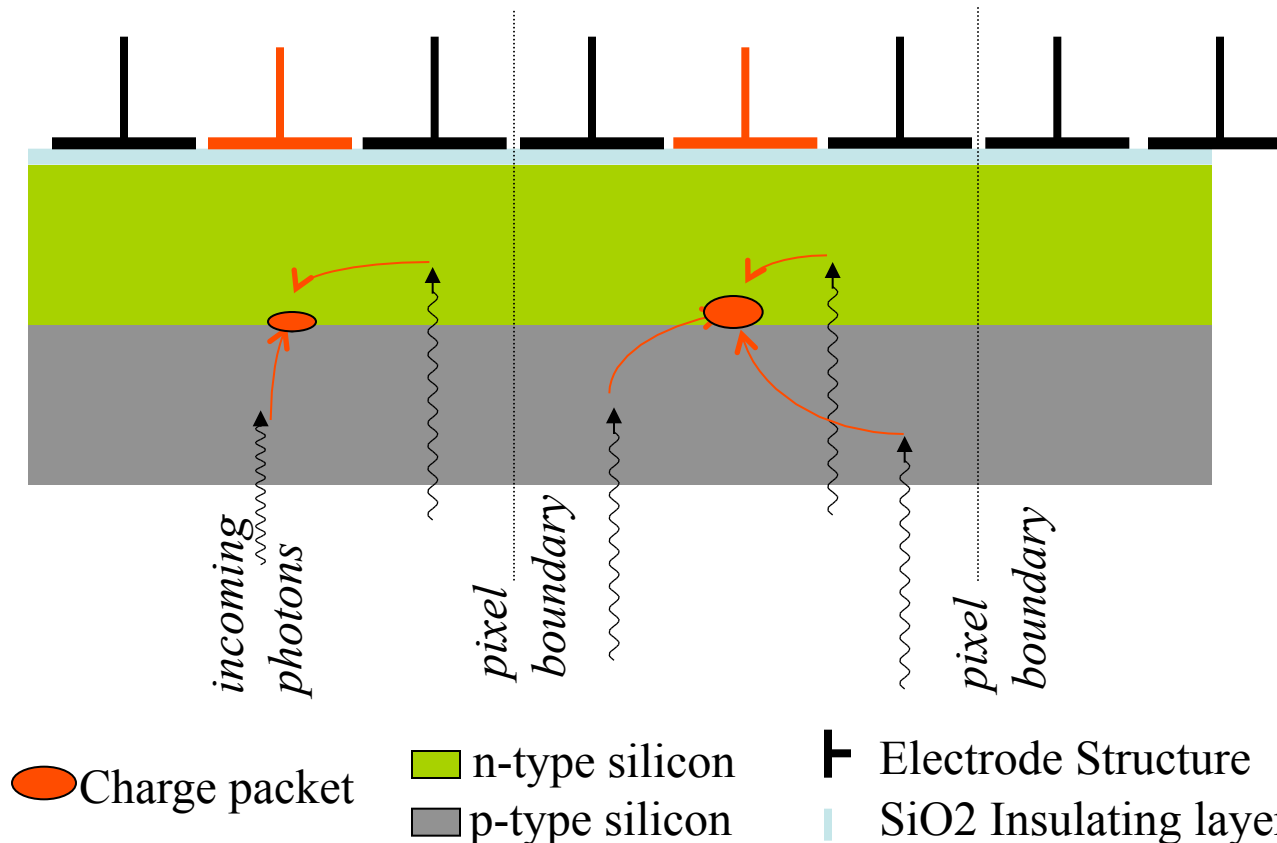 incoming
photons
pixel
boundary
pixel
boundary
Charge packet
n-type silicon
p-type silicon
Electrode Structure
SiO2 Insulating layer